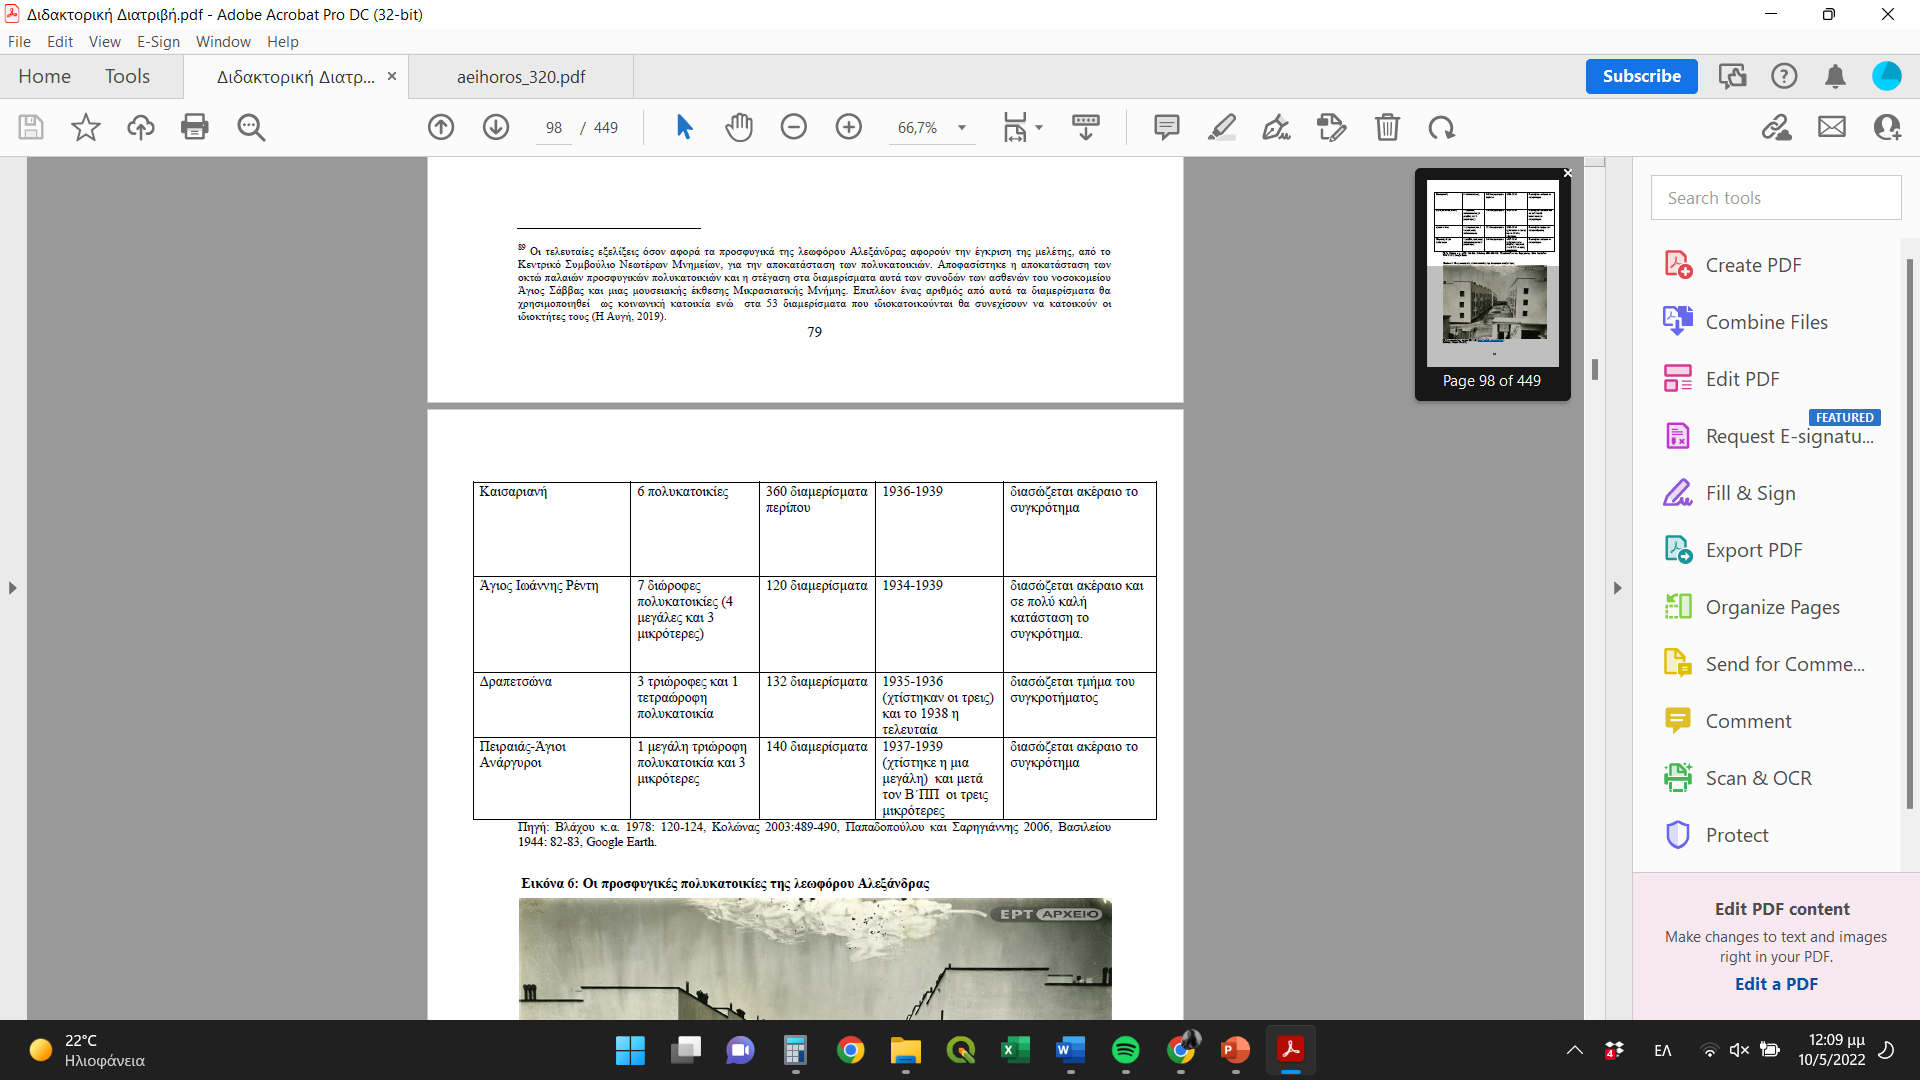 Διδακτορική Διατριβή.pdf - Adobe Acrobat Pro DC (32-bit)
File Edit View E-Sign Window Help
Home Tools Διδακτορική Διατρ... aeihoros_320.pdf Subscribe
98 / 449 66,7%
89 Οι τελευταίες εξελίξεις όσον αφορά τα προσφυγικά της λεωφόρου Αλεξάνδρας αφορούν την έγκριση της μελέτης, από το
Κεντρικό Συμβούλιο Νεωτέρων Μνημείων, για την αποκατάσταση των πολυκατοικιών. Αποφασίστηκε η αποκατάσταση των
οκτώ παλαιών προσφυγικών πολυκατοικιών και η στέγαση στα διαμερίσματα αυτά των συνοδών των ασθενών του νοσοκομείου
Άγιος Σάββας και μιας μουσειακής έκθεσης Μικρασιατικής Μνήμης. Επιπλέον ένας αριθμός από αυτά τα διαμερίσματα θα
χρησιμοποιηθεί ως κοινωνική κατοικία ενώ στα 53 διαμερίσματα που ιδιοκατοικούνται θα συνεχίσουν να κατοικούν οι
ιδιοκτήτες τους (Η Αυγή, 2019).
79
Καισαριανή
6 πολυκατοικίες
360 διαμερίσματα
περίπου
1936-1939
διασώζεται ακέραιο το
συγκρότημα
Άγιος Ιωάννης Ρέντη
7 διώροφες
πολυκατοικίες (4
μεγάλες και 3
μικρότερες)
120 διαμερίσματα
1934-1939
διασώζεται ακέραιο και
σε πολύ καλή
κατάσταση το
συγκρότημα.
Δραπετσώνα
3 τριώροφες και 1
τετραώροφη
πολυκατοικία
132 διαμερίσματα
1935-1936
(χτίστηκαν οι τρεις)
και το 1938 η
τελευταία
διασώζεται τμήμα του
συγκροτήματος
Πειραιάς-Άγιοι
Ανάργυροι
1 μεγάλη τριώροφη
πολυκατοικία και 3
μικρότερες
140 διαμερίσματα
1937-1939
(χτίστηκε η μια
μεγάλη) και μετά
τον Β΄ΠΠ οι τρεις
μικρότερες
διασώζεται ακέραιο το
συγκρότημα
Πηγή: Βλάχου κ.α. 1978: 120-124, Κολώνας 2003:489-490, Παπαδοπούλου και Σαρηγιάννης 2006, Βασιλείου
1944: 82-83, Google Earth.
Εικόνα 6: Οι προσφυγικές πολυκατοικίες της λεωφόρου Αλεξάνδρας
ΕΡΤ ΑΡΧΕΙΟ
Page 98 of 449
Search tools
Create PDF
Combine Files
Edit PDF
FEATURED
Request E-signatu...
Fill & Sign
Export PDF
Organize Pages
Send for Comme...
Comment
Scan & OCR
Protect
Edit PDF content
Make changes to text and images
right in your PDF.
Edit a PDF
22°C
Ηλιοφάνεια
4
ΕΛ
12:09 μμ
10/5/2022